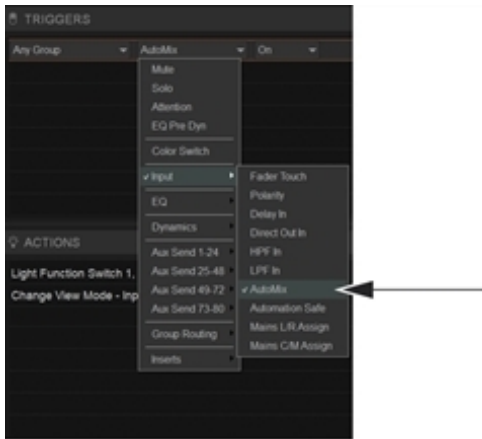 TRIGGERS
Any Group AutoMix On
Mute
Solo
Attention
EQ Pre Dyn
Color Switch
Input
EQ
Dynamics
Aux Send 1-24
Aux Send 25-48
Aux Send 49-72
Aux Send 73-80
Group Routing
Inserts
Fader Touch
Polarity
Delay In
Direct Out In
HPF In
LPF In
AutoMix
Automation Safe
Mains L/R Assign
Mains C/M Assign
ACTIONS
Light Function Switch 1,
Change View Mode - Inp